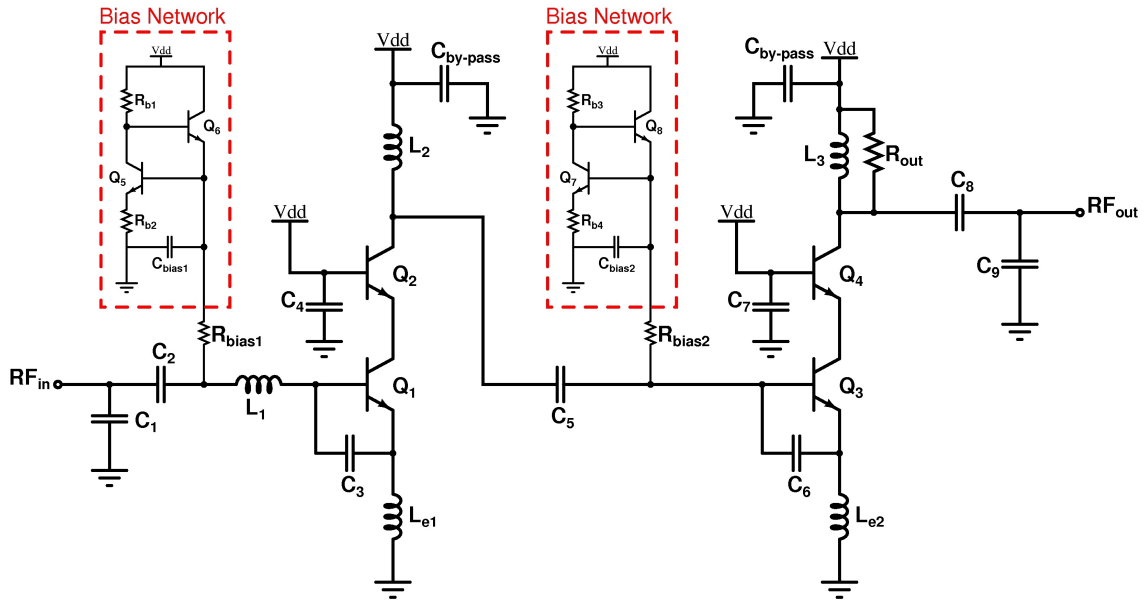 Bias Network
Vdd
Rb1
Q6
Q5
Rb2
Cbias1
Rbias1
RFin
C1
C2
L1
Vdd
Cby-pass
L2
Vdd
C4
Q2
Q1
C3
Le1
Bias Network
Vdd
Rb3
Q8
Q7
Rb4
Cbias2
Rbias2
C5
Vdd
Cby-pass
L3
Rout
C8
RFout
C9
Vdd
C7
Q4
Q3
C6
Le2